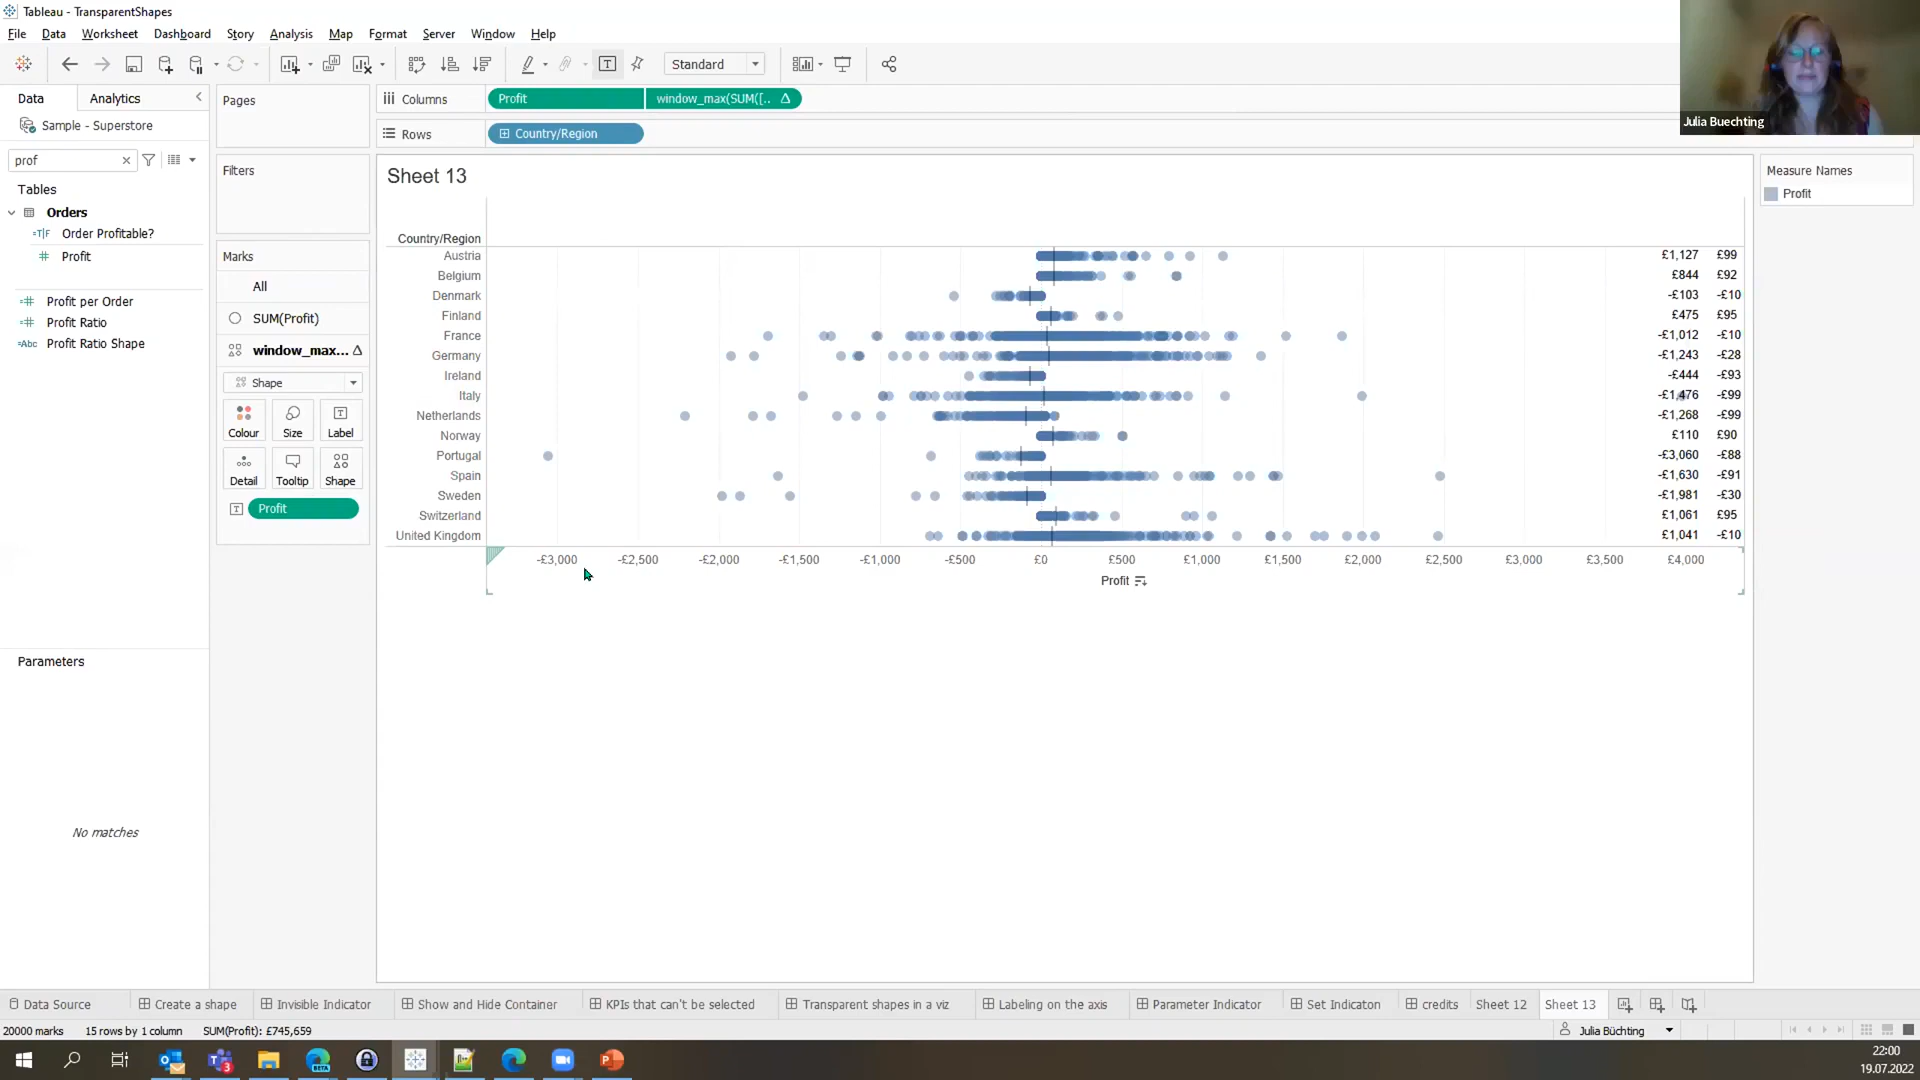 Tableau - TransparentShapes
File Data Worksheet Dashboard Story Analysis Map Format Server Window Help
Standard
Julia Buechting
Data Analytics
Sample - Superstore
prof
Tables
Orders
=T|F Order Profitable?
Profit
Profit per Order
Profit Ratio
=Abc Profit Ratio Shape
Parameters
No matches
Pages
Filters
Marks
All
SUM(Profit)
window_max...
Shape
Colour Size Label
Detail Tooltip Shape
Profit
Columns Profit window_max(SUM([..
Rows Country/Region
Sheet 13
Country/Region
Austria £1,127 £99
Belgium £844 £92
Denmark -£103 -£10
Finland £475 £95
France -£1,012 -£10
Germany -£1,243 -£28
Ireland -£444 -£93
Italy -£1,476 -£99
Netherlands -£1,268 -£99
Norway £110 £90
Portugal -£3,060 -£88
Spain -£1,630 -£91
Sweden -£1,981 -£30
Switzerland £1,061 £95
United Kingdom £1,041 -£10
-£3,000 -£2,500 -£2,000 -£1,500 -£1,000 -£500 £0 £500 £1,000 £1,500 £2,000 £2,500 £3,000 £3,500 £4,000
Profit
Measure Names
Profit
Data Source Create a shape Invisible Indicator Show and Hide Container KPIs that can't be selected Transparent shapes in a viz Labeling on the axis Parameter Indicator Set Indicaton credits Sheet 12 Sheet 13
20000 marks 15 rows by 1 column SUM(Profit): £745,659 Julia Büchting
BETA
3
22:00
19.07.2022